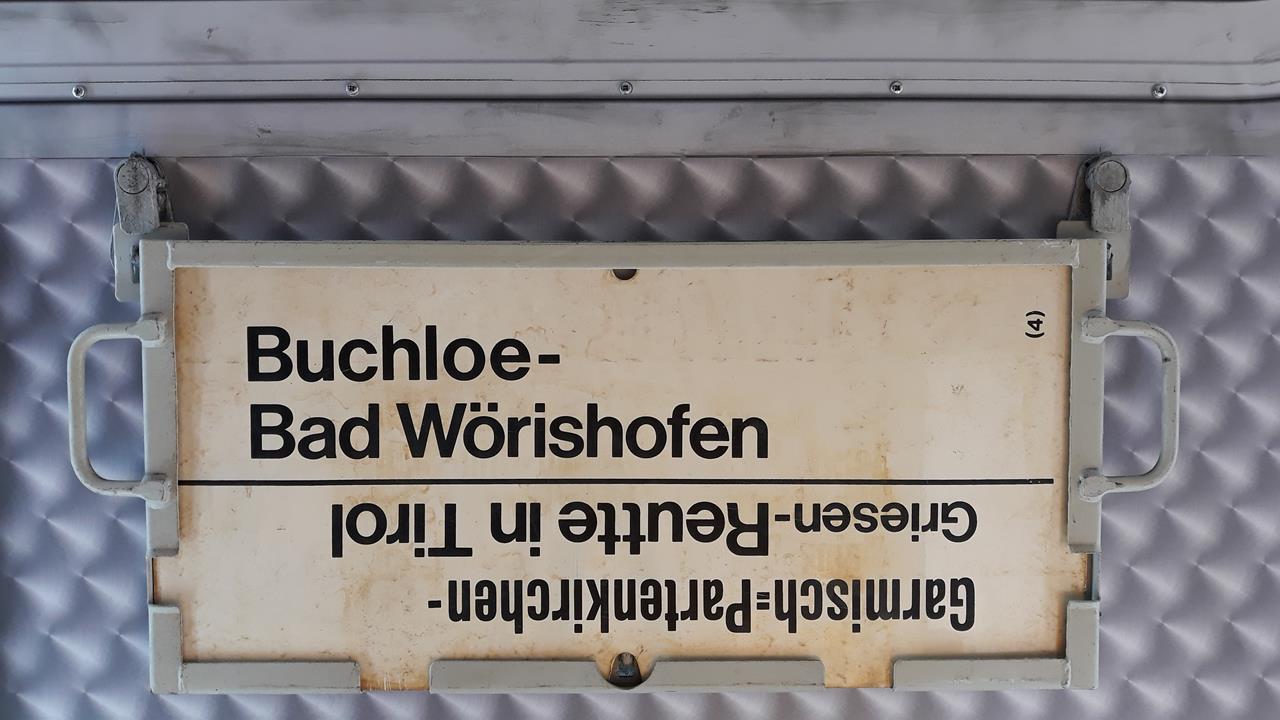 Buchloe-
Bad Wörishofen
(4)
Garmisch=Partenkirchen-
Griesen-Reutte in Tirol